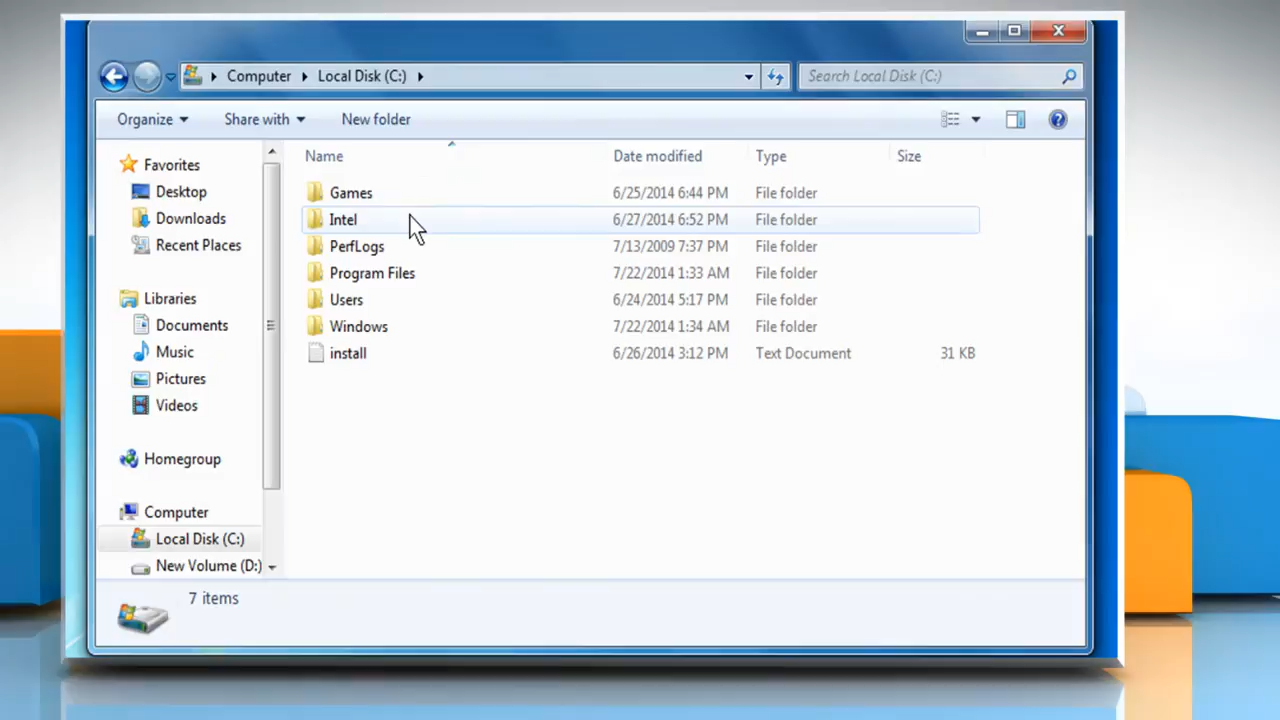 Computer Local Disk (C:) Search Local Disk (C:)
Organize Share with New folder
Name Date modified Type Size
Favorites
Desktop
Downloads
Recent Places
Libraries
Documents
Music
Pictures
Videos
Homegroup
Computer
Local Disk (C:)
New Volume (D:)
Games 6/25/2014 6:44 PM File folder
Intel 6/27/2014 6:52 PM File folder
PerfLogs 7/13/2009 7:37 PM File folder
Program Files 7/22/2014 1:33 AM File folder
Users 6/24/2014 5:17 PM File folder
Windows 7/22/2014 1:34 AM File folder
install 6/26/2014 3:12 PM Text Document 31 KB
7 items